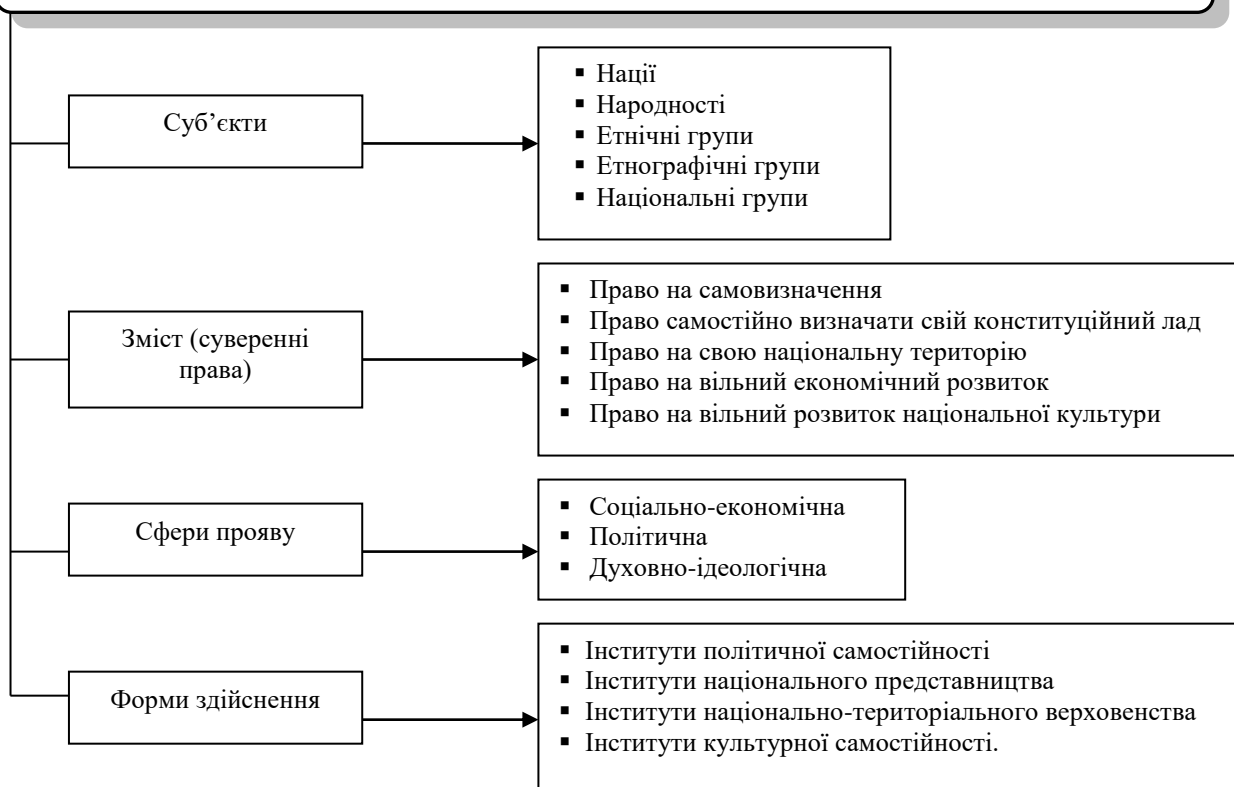 Суб’єкти
▪ Нації
▪ Народності
▪ Етнічні групи
▪ Етнографічні групи
▪ Національні групи
Зміст (суверенні
права)
▪ Право на самовизначення
▪ Право самостійно визначати свій конституційний лад
▪ Право на свою національну територію
▪ Право на вільний економічний розвиток
▪ Право на вільний розвиток національної культури
Сфери прояву
▪ Соціально-економічна
▪ Політична
▪ Духовно-ідеологічна
Форми здійснення
▪ Інститути політичної самостійності
▪ Інститути національного представництва
▪ Інститути національно-територіального верховенства
▪ Інститути культурної самостійності.